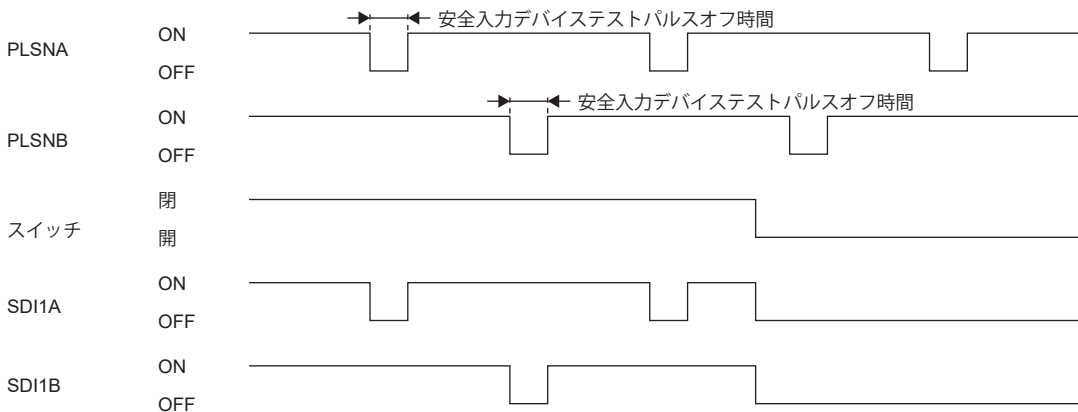 安全入力デバイステストパルスオフ時間
PLSNA
ON
OFF
安全入力デバイステストパルスオフ時間
PLSNB
ON
OFF
スイッチ
閉
開
SDI1A
ON
OFF
SDI1B
ON
OFF